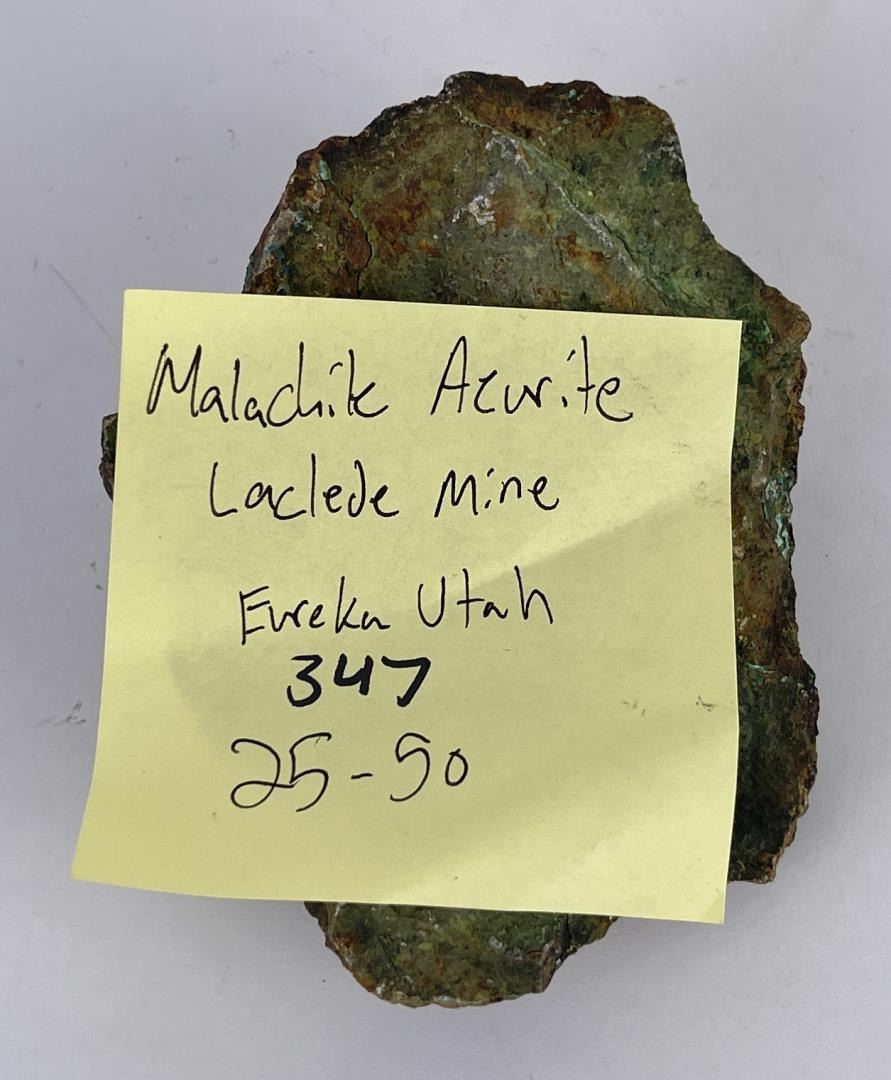 Malachite Azurite
Laclede Mine
Eureka Utah
347
25-50